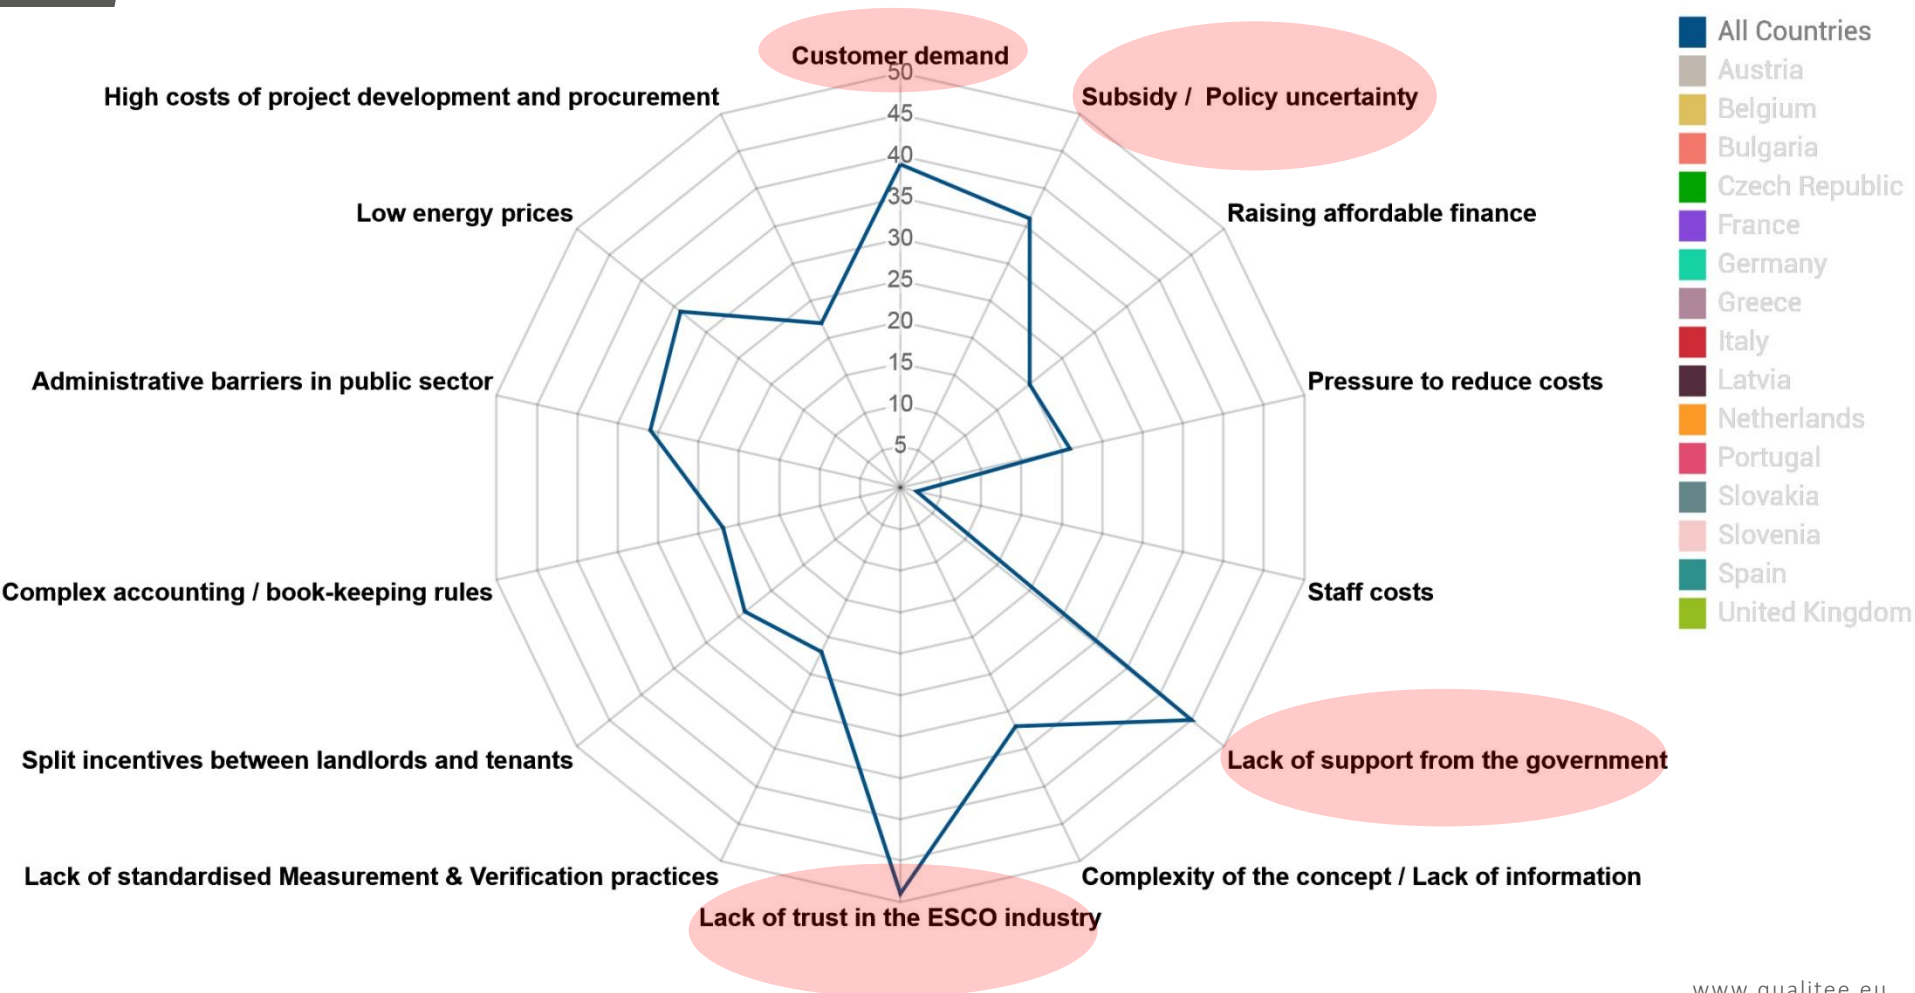 Customer demand
Subsidy /  Policy uncertainty
High costs of project development and procurement
Low energy prices
Raising affordable finance
Administrative barriers in public sector
Pressure to reduce costs
Complex accounting / book-keeping rules
Staff costs
Split incentives between landlords and tenants
Lack of support from the government
Lack of standardised Measurement & Verification practices
Complexity of the concept / Lack of information
Lack of trust in the ESCO industry
50
45
40
35
30
25
20
15
10
5
All Countries
Austria
Belgium
Bulgaria
Czech Republic
France
Germany
Greece
Italy
Latvia
Netherlands
Portugal
Slovakia
Slovenia
Spain
United Kingdom
www.qualitee.eu